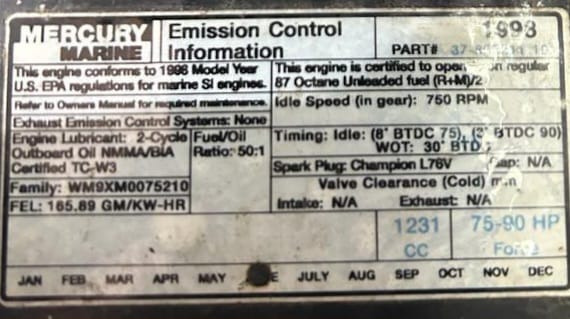 MERCURY
MARINE
Emission Control
Information
1998
PART#
This engine conforms to 1998 Model Year
U.S. EPA regulations for marine SI engines.
This engine is certified to on regular
87 Octane Unleaded fuel (R+M)/2
Refer to Owners Manual for required maintenance.
Idle Speed (in gear): 750 RPM
Exhaust Emission Control Systems: None
Engine Lubricant: 2-Cycle
Outboard Oil NMMA/BIA
Certified TC-W3
Fuel/Oil
Ratio: 50:1
Timing: Idle: (8° BTDC 75), (3° BTDC 90)
WOT: 30° BTD
Spark Plug: Champion L76V Gap: N/A
Family: WM9XM0075210
Valve Clearance (Cold) mm
FEL: 165.89 GM/KW-HR
Intake: N/A Exhaust: N/A
1231
CC
75-90 HP
Force
JAN FEB MAR APR MAY JULY AUG SEP OCT NOV DEC